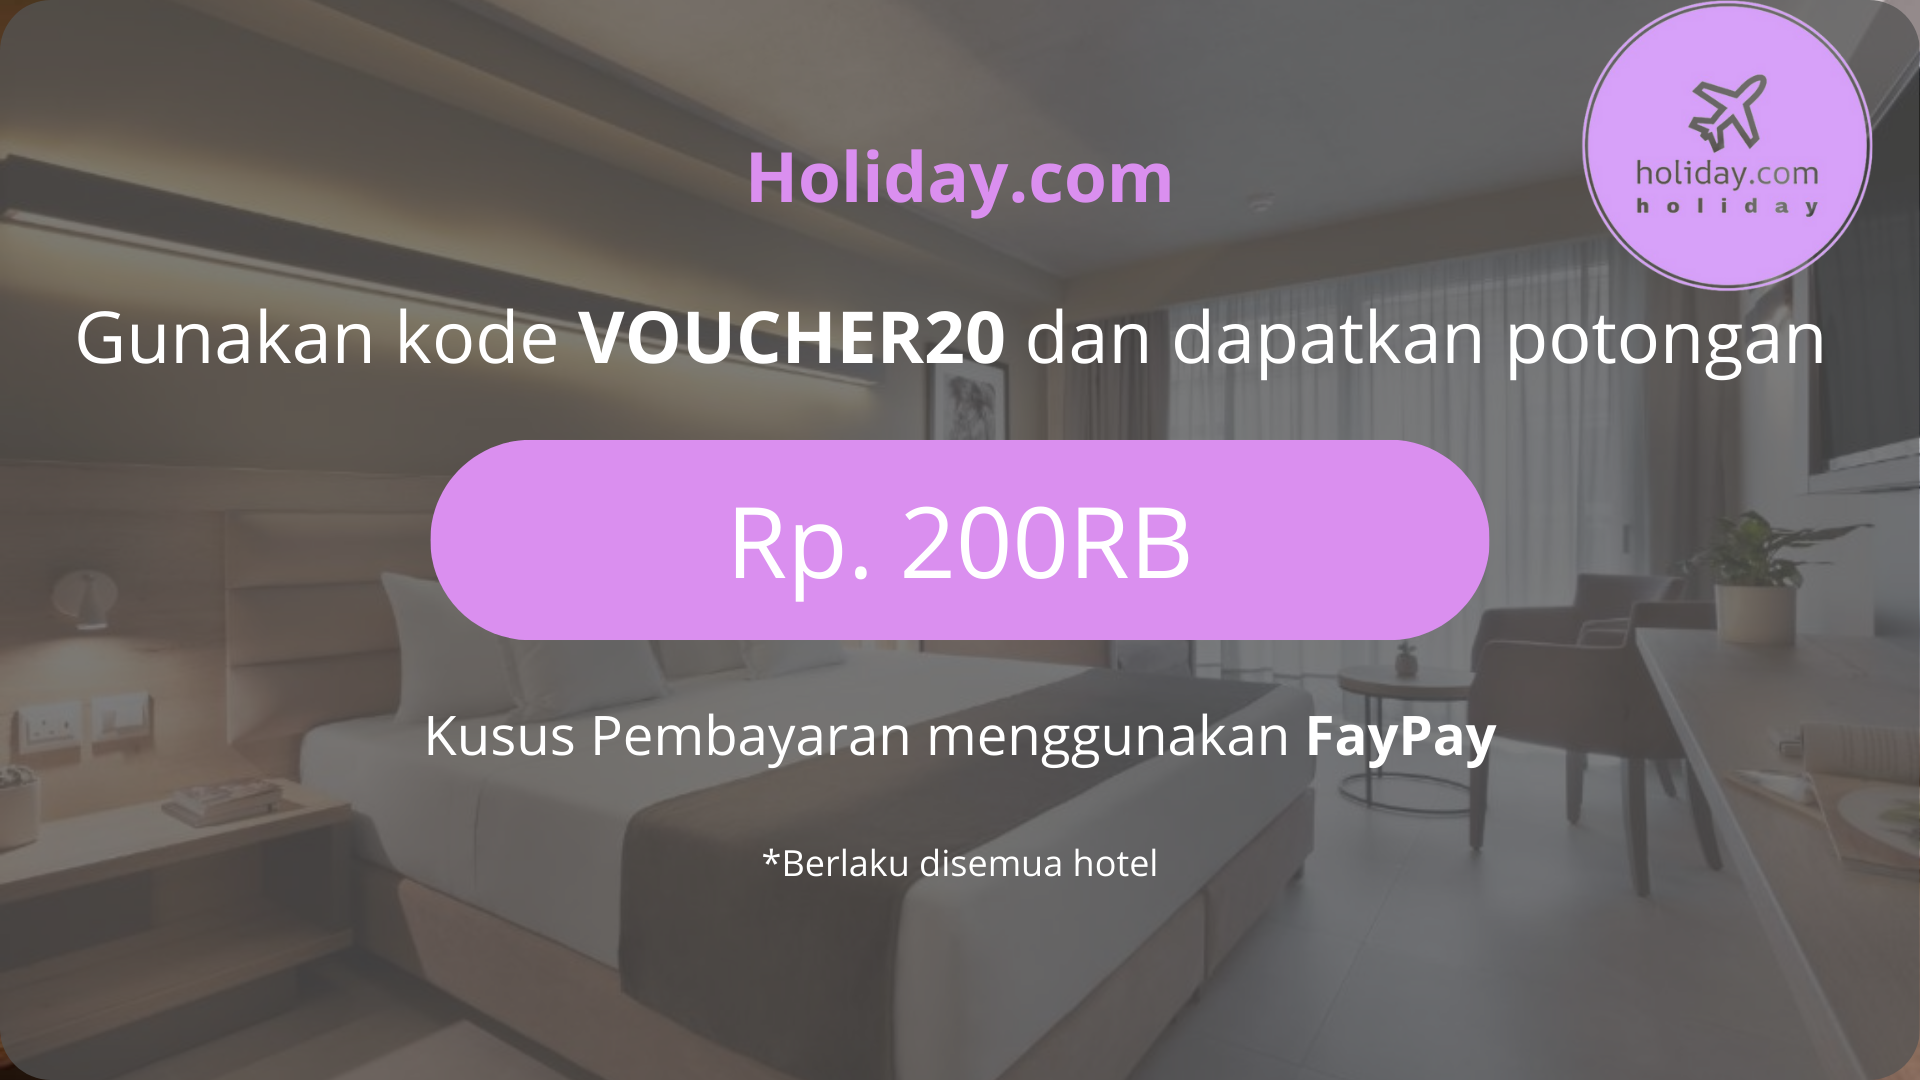 holiday.com
holiday
Holiday.com
Gunakan kode VOUCHER20 dan dapatkan potongan
Rp. 200RB
Kusus Pembayaran menggunakan FayPay
*Berlaku disemua hotel